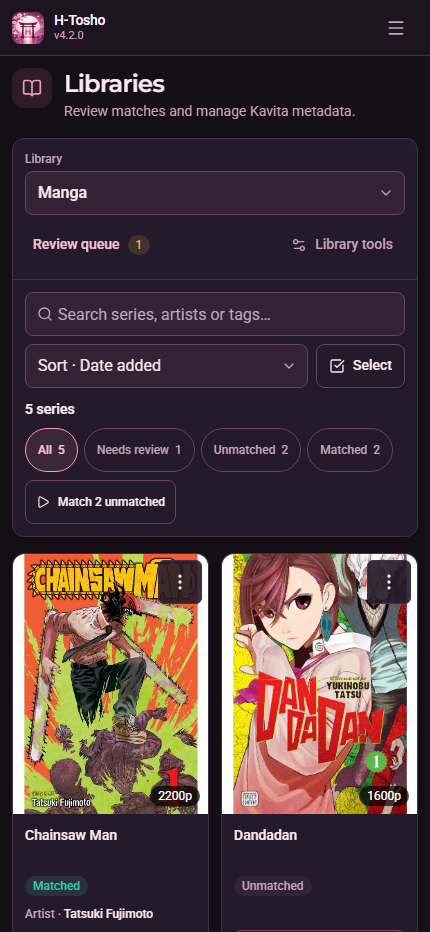 H-Tosho
v4.2.0
Libraries
Review matches and manage Kavita metadata.
Library
Manga
Review queue 1
Library tools
Search series, artists or tags…
Sort · Date added
Select
5 series
All 5
Needs review 1
Unmatched 2
Matched 2
Match 2 unmatched
CHAINSAW MAN
1
Tatsuki Fujimoto
2200p
YUKINOBU
TATSU
DAN
DA DAN
1
1600p
Chainsaw Man
Dandadan
Matched
Unmatched
Artist · Tatsuki Fujimoto